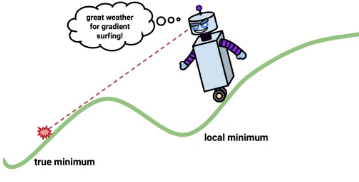 great weather
for gradient
surfing!
local minimum
true minimum